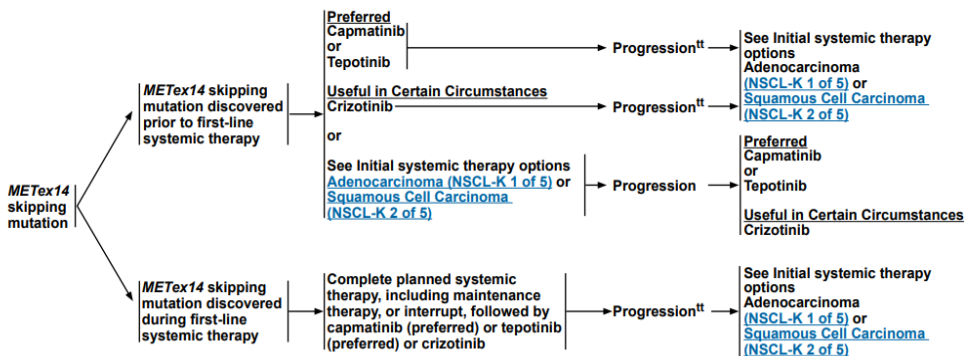 METex14
skipping
mutation
METex14 skipping
mutation discovered
prior to first-line
systemic therapy
Preferred
Capmatinib
or
Tepotinib
Useful in Certain Circumstances
Crizotinib
or
See Initial systemic therapy options
Adenocarcinoma (NSCL-K 1 of 5) or
Squamous Cell Carcinoma
(NSCL-K 2 of 5)
Progressiontt
Progressiontt
See Initial systemic therapy
options
Adenocarcinoma
(NSCL-K 1 of 5) or
Squamous Cell Carcinoma
(NSCL-K 2 of 5)
Progression
Preferred
Capmatinib
or
Tepotinib
Useful in Certain Circumstances
Crizotinib
METex14 skipping
mutation discovered
during first-line
systemic therapy
Complete planned systemic
therapy, including maintenance
therapy, or interrupt, followed by
capmatinib (preferred) or tepotinib
(preferred) or crizotinib
Progressiontt
See Initial systemic therapy
options
Adenocarcinoma
(NSCL-K 1 of 5) or
Squamous Cell Carcinoma
(NSCL-K 2 of 5)